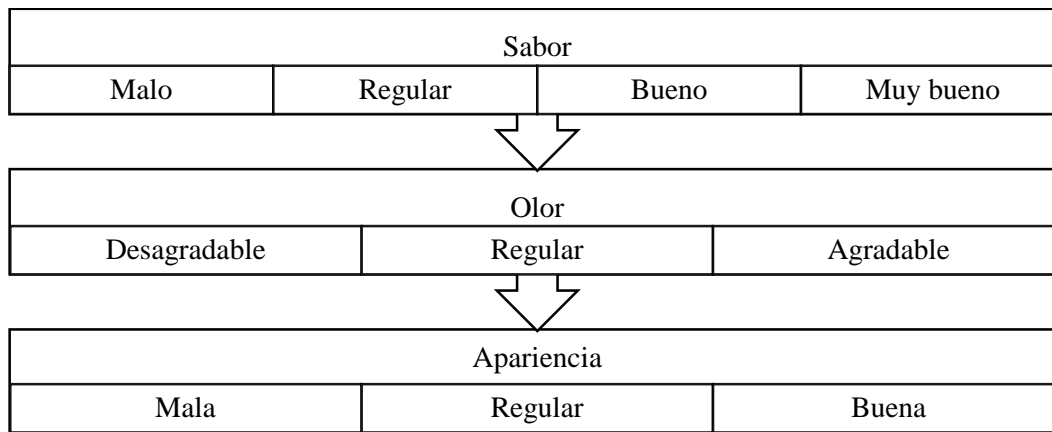 Sabor
Malo Regular Bueno Muy bueno
Olor
Desagradable Regular Agradable
Apariencia
Mala Regular Buena